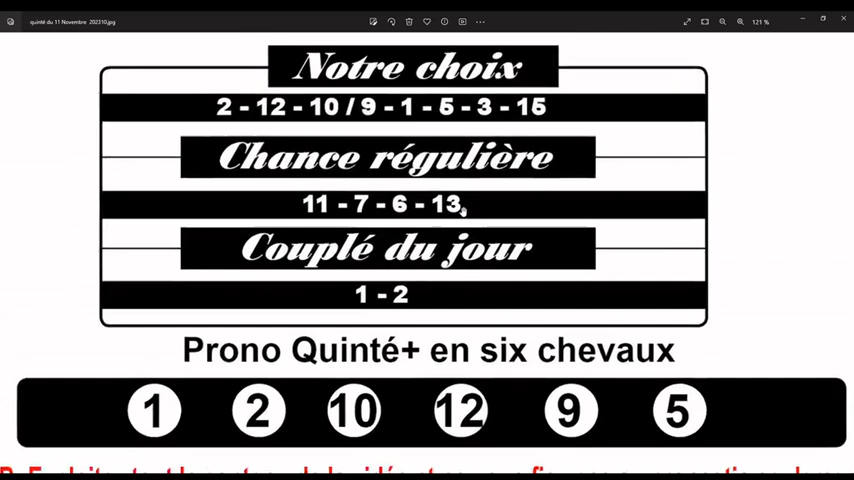 quinté du 11 Novembre 202310.jpg
121 %
Notre choix
2 - 12 - 10 / 9 - 1 - 5 - 3 - 15
Chance régulière
11 - 7 - 6 - 13
Couplé du jour
1 - 2
Prono Quinté+ en six chevaux
1 2 10 12 9 5